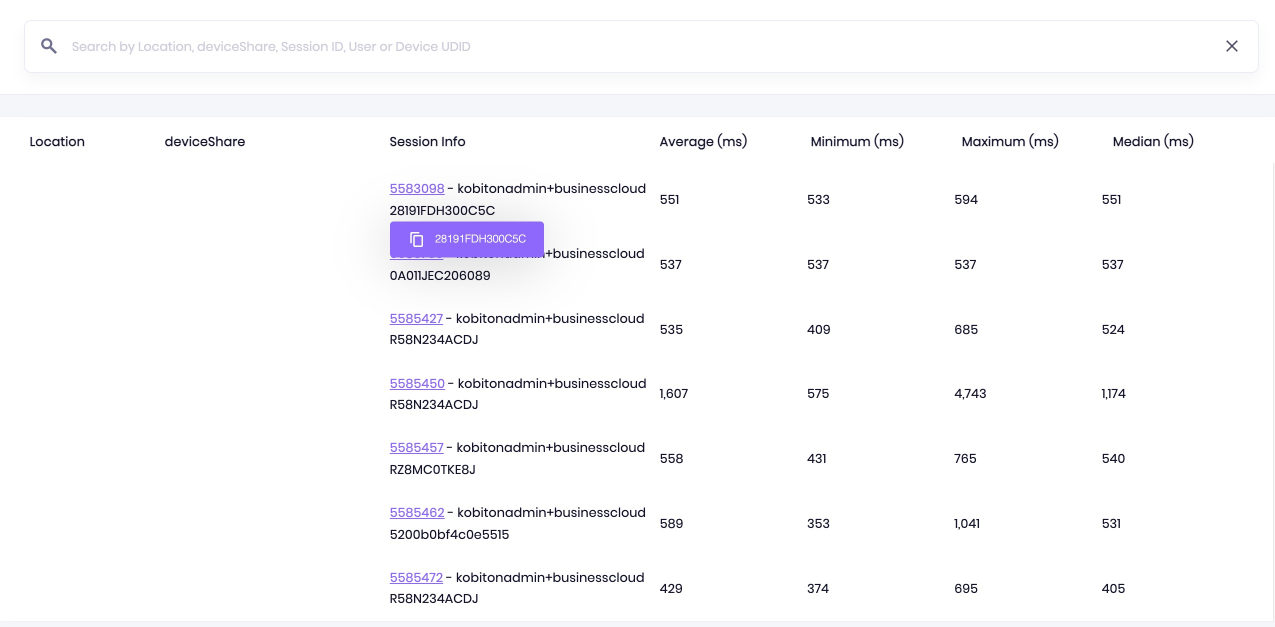 Search by Location, deviceShare, Session ID, User or Device UDID
Location deviceShare Session Info Average (ms) Minimum (ms) Maximum (ms) Median (ms)
5583098 - kobitonadmin+businesscloud
28191FDH300C5C
551 533 594 551
28191FDH300C5C
kobitonadmin+businesscloud
0A011JEC206089
537 537 537 537
5585427 - kobitonadmin+businesscloud
R58N234ACDJ
535 409 685 524
5585450 - kobitonadmin+businesscloud
R58N234ACDJ
1,607 575 4,743 1,174
5585457 - kobitonadmin+businesscloud
RZ8MC0TKE8J
558 431 765 540
5585462 - kobitonadmin+businesscloud
5200b0bf4c0e5515
589 353 1,041 531
5585472 - kobitonadmin+businesscloud
R58N234ACDJ
429 374 695 405